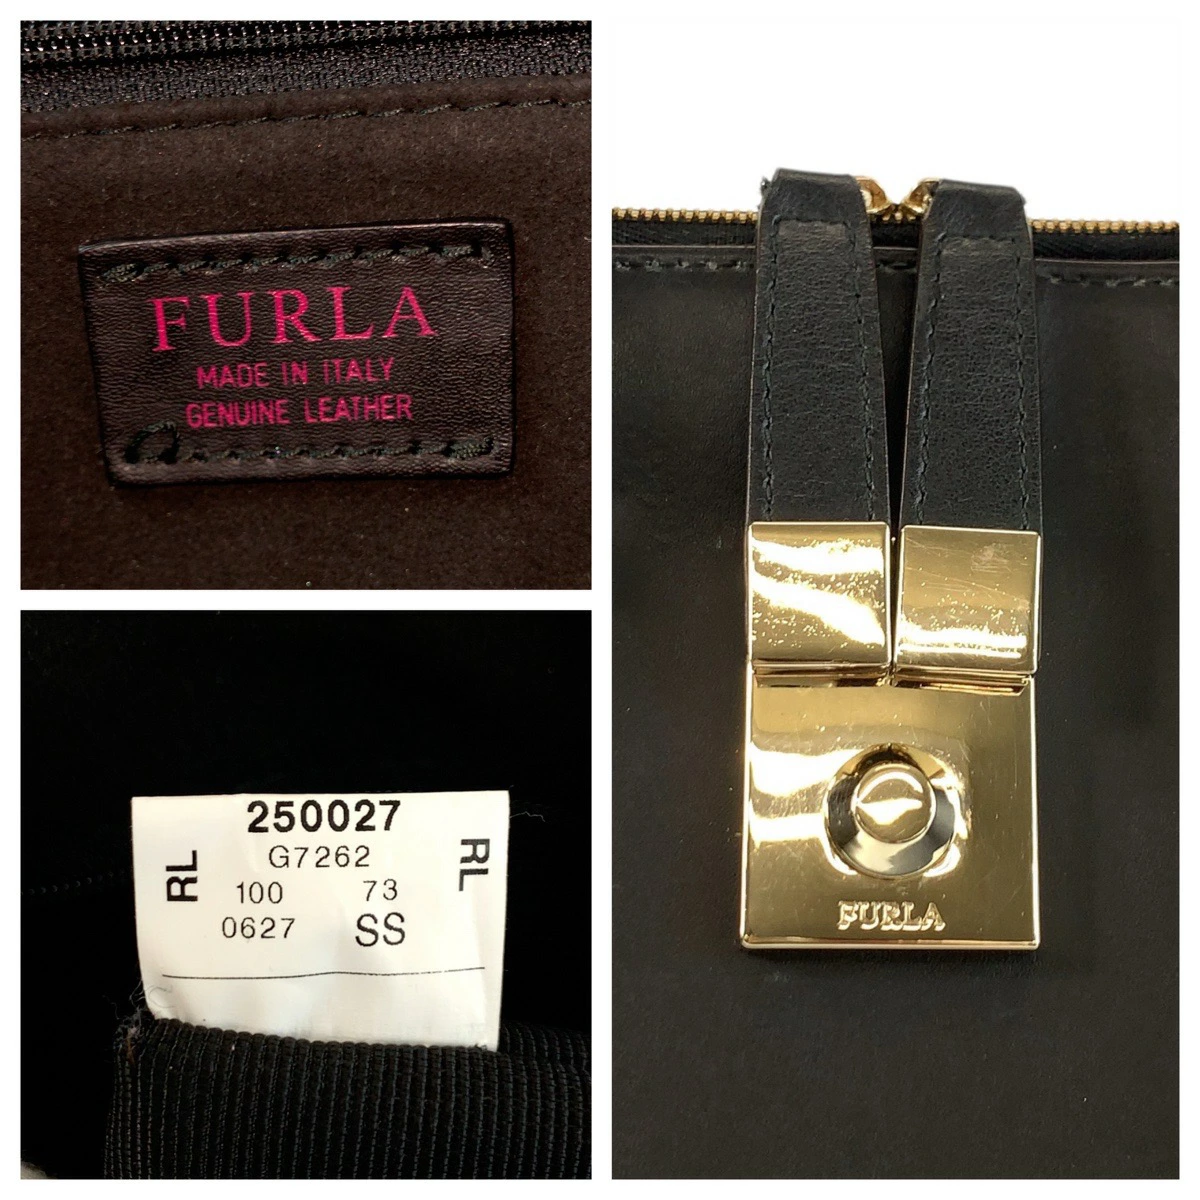 FURLA
MADE IN ITALY
GENUINE LEATHER
250027
G7262
RL
RL
100 73
0627 SS
FURLA